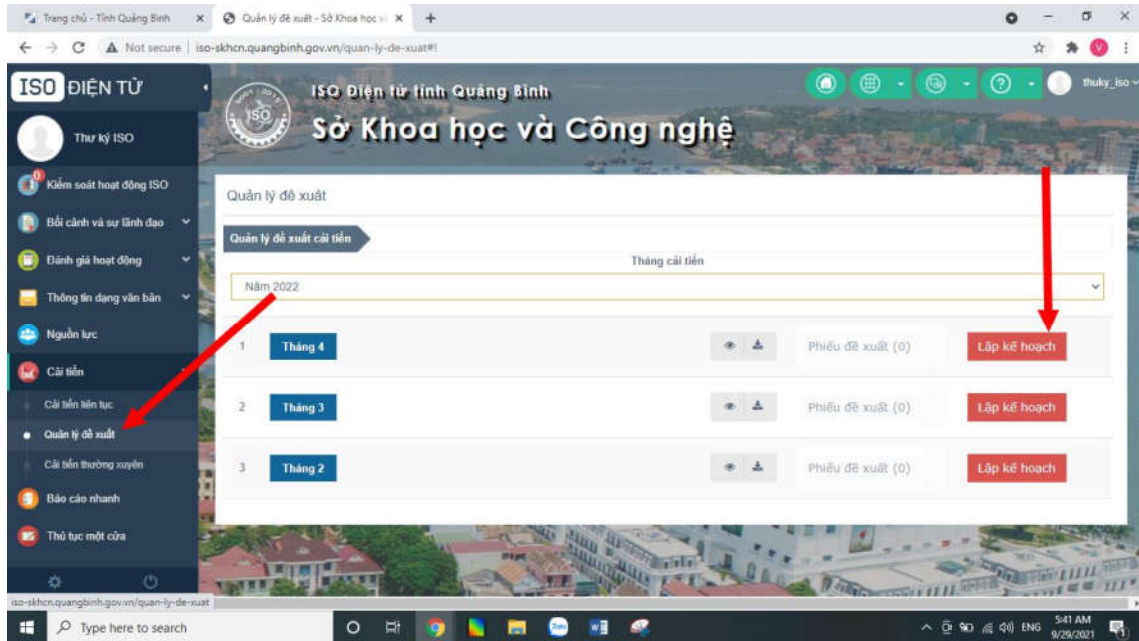 Trang chủ - Tỉnh Quảng Bình
Quản lý đề xuất - Sở Khoa học
Not secure
iso-skhcn.quangbinh.gov.vn/quan-ly-de-xuat#!
V
ISO ĐIỆN TỬ
ISO
ISO Điện tử tỉnh Quảng Bình
Sở Khoa học và Công nghệ
thuky_iso
Thư ký ISO
0
Kiểm soát hoạt động ISO
Bối cảnh và sự lãnh đạo
Đánh giá hoạt động
Thông tin dạng văn bản
Nguồn lực
Cải tiến
Cải tiến liên tục
Quản lý đề xuất
Cải tiến thường xuyên
Báo cáo nhanh
Thủ tục một cửa
Quản lý đề xuất
Quản lý đề xuất cải tiến
Tháng cải tiến
Năm 2022
1 Tháng 4 Phiếu đề xuất (0) Lập kế hoạch
2 Tháng 3 Phiếu đề xuất (0) Lập kế hoạch
3 Tháng 2 Phiếu đề xuất (0) Lập kế hoạch
iso-skhcn.quangbinh.gov.vn/quan-ly-de-xuat
Type here to search
Zalo
ENG
5:41 AM
9/29/2021